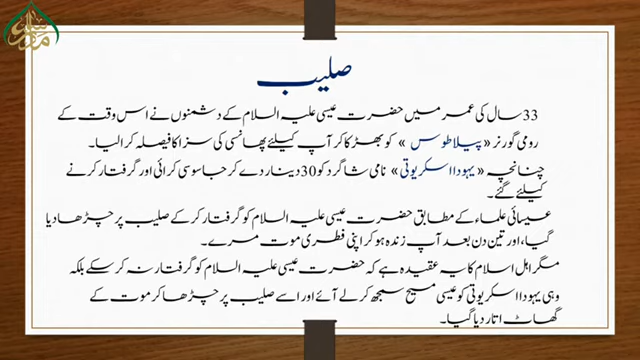 صلیب
33 سال کی عمر میں حضرت عیسی علیہ السلام کے دشمنوں نے اس وقت کے
رومی گورنر « پیلاطوس » کو بھڑکا کر آپ کیلئے پھانسی کی سزا کا فیصلہ کرا لیا۔
چنانچہ « یہودا اسکریوتی » نامی شاگرد کو 30 دینار دے کر جاسوسی کرائی اور گرفتار کرنے
کیلئے گئے۔
عیسائی علماء کے مطابق حضرت عیسی علیہ السلام کو گرفتار کرکے صلیب پر چڑھا دیا
گیا، اور تین دن بعد آپ زندہ ہو کر اپنی فطری موت مرے۔
مگر اہل اسلام کا یہ عقیدہ ہے کہ حضرت عیسی علیہ السلام کو گرفتار نہ کر سکے بلکہ
وہی یہودا اسکریوتی کو عیسی مسیح سمجھ کر لے آئے اور اسے صلیب پر چڑھا کر موت کے
گھاٹ اتار دیا گیا۔